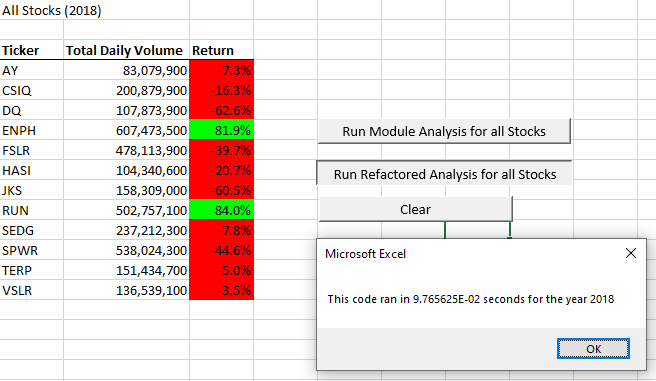 All Stocks (2018)
Ticker Total Daily Volume Return
AY 83,079,900 -7.3%
CSIQ 200,879,900 -16.3%
DQ 107,873,900 -62.6%
ENPH 607,473,500 81.9%
FSLR 478,113,900 -39.7%
HASI 104,340,600 -20.7%
JKS 158,309,000 -60.5%
RUN 502,757,100 84.0%
SEDG 237,212,300 -7.8%
SPWR 538,024,300 -44.6%
TERP 151,434,700 -5.0%
VSLR 136,539,100 -3.5%
Run Module Analysis for all Stocks
Run Refactored Analysis for all Stocks
Clear
Microsoft Excel
This code ran in 9.765625E-02 seconds for the year 2018
OK